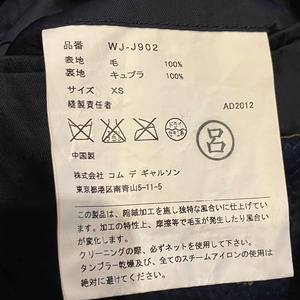 品番 WJ-J902
表地 毛 100%
裏地 キュプラ 100%
サイズ XS
縫製責任者 AD2012
呂
中国製
株式会社 コム デ ギャルソン
東京都港区南青山5-11-5
この製品は、縮絨加工を施し独特な風合いに仕上げてい
ます。加工の特性上、摩擦等で毛玉が発生したり風合い
が変化します。
クリーニングの際、必ずネットを使用して下さい。
タンブラー乾燥及び、全てのスチームアイロンの使用は
お避け下さい。